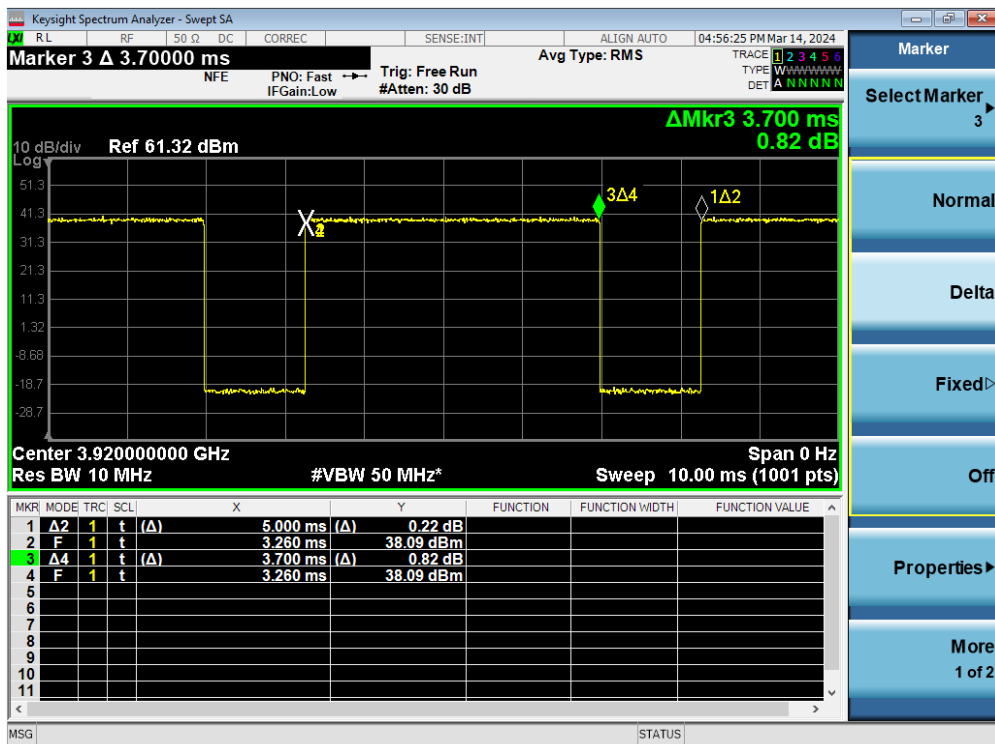 Keysight Spectrum Analyzer - Swept SA
LXI RL RF 50 Ω DC CORREC SENSE:INT ALIGN AUTO 04:56:25 PM Mar 14, 2024
Marker 3 Δ 3.70000 ms
NFE PNO: Fast Trig: Free Run Avg Type: RMS TRACE 1 2 3 4 5 6
IFGain:Low #Atten: 30 dB TYPE WWWWWW
DET A N N N N N
ΔMkr3 3.700 ms
0.82 dB
10 dB/div Ref 61.32 dBm
Log
51.3
41.3
31.3
21.3
11.3
1.32
-8.68
-18.7
-28.7
3Δ4
1Δ2
Center 3.920000000 GHz Span 0 Hz
Res BW 10 MHz #VBW 50 MHz* Sweep 10.00 ms (1001 pts)
MKR MODE TRC SCL X Y FUNCTION FUNCTION WIDTH FUNCTION VALUE
1 Δ2 1 t (Δ) 5.000 ms (Δ) 0.22 dB
2 F 1 t 3.260 ms 38.09 dBm
3 Δ4 1 t (Δ) 3.700 ms (Δ) 0.82 dB
4 F 1 t 3.260 ms 38.09 dBm
5
6
7
8
9
10
11
MSG STATUS
Marker
Select Marker
3
Normal
Delta
Fixed
Off
Properties
More
1 of 2